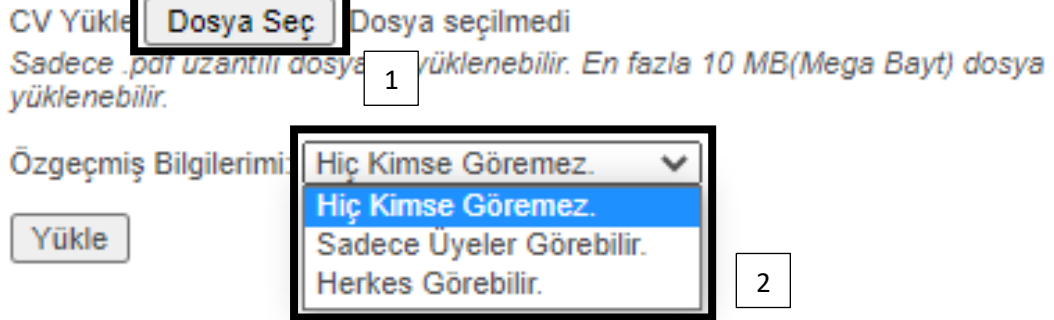 CV Yükle Dosya Seç Dosya seçilmedi
Sadece .pdf uzantılı dosya yüklenebilir. En fazla 10 MB(Mega Bayt) dosya
1
yüklenebilir.
Özgeçmiş Bilgilerimi: Hiç Kimse Göremez.
Hiç Kimse Göremez.
Yükle
Sadece Üyeler Görebilir.
Herkes Görebilir.
2